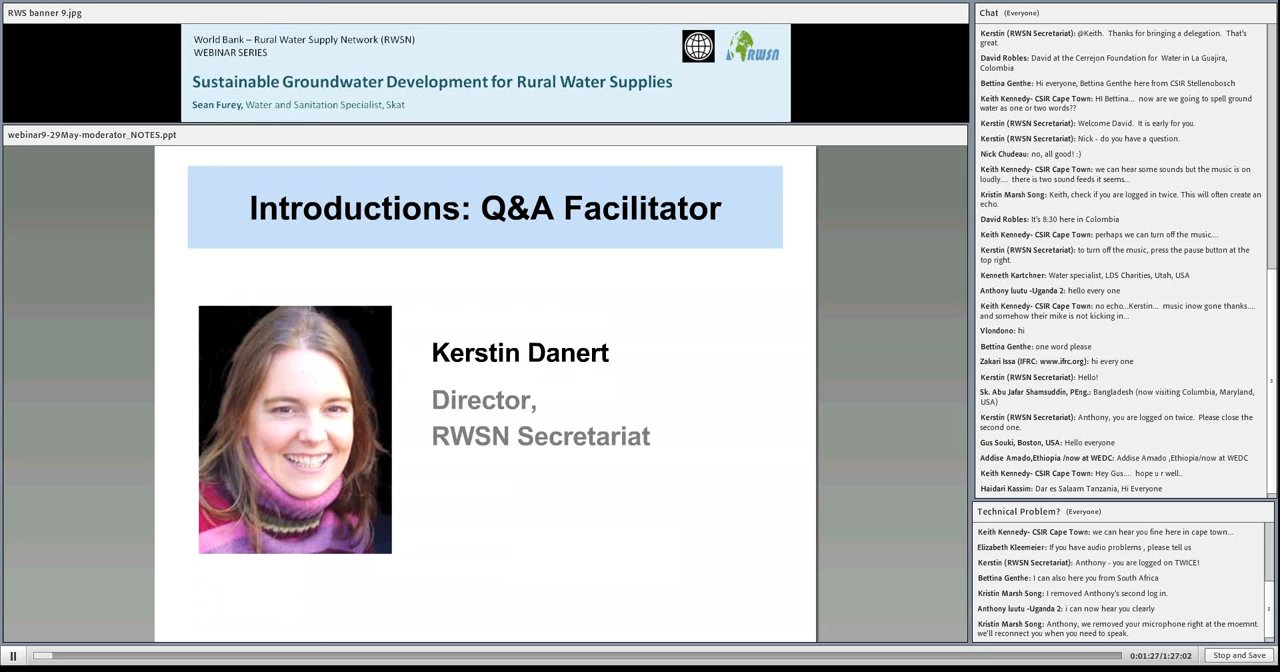 RWS banner 9.jpg
World Bank – Rural Water Supply Network (RWSN)
WEBINAR SERIES
RWSN
Sustainable Groundwater Development for Rural Water Supplies
Sean Furey, Water and Sanitation Specialist, Skat
webinar9-29May-moderator_NOTES.ppt
Introductions: Q&A Facilitator
Kerstin Danert
Director,
RWSN Secretariat
Chat (Everyone)
Kerstin (RWSN Secretariat): @Keith. Thanks for bringing a delegation. That's
great.
David Robles: David at the Cerrejon Foundation for Water in La Guajira,
Colombia
Bettina Genthe: Hi everyone, Bettina Genthe here from CSIR Stellenobosch
Keith Kennedy- CSIR Cape Town: HI Bettina... now are we going to spell ground
water as one or two words??
Kerstin (RWSN Secretariat): Welcome David. It is early for you.
Kerstin (RWSN Secretariat): Nick - do you have a question.
Nick Chudeau: no, all good! :)
Keith Kennedy- CSIR Cape Town: we can hear some sounds but the music is on
loudly.... there is two sound feeds it seems...
Kristin Marsh Song: Keith, check if you are logged in twice. This will often create an
echo.
David Robles: It's 8:30 here in Colombia
Keith Kennedy- CSIR Cape Town: perhaps we can turn off the music....
Kerstin (RWSN Secretariat): to turn off the music, press the pause button at the
top right.
Kenneth Kartchner: Water specialist, LDS Charities, Utah, USA
Anthony luutu -Uganda 2: hello every one
Keith Kennedy- CSIR Cape Town: no echo...Kerstin... music inow gone thanks....
and somehow their mike is not kicking in...
Vlondono: hi
Bettina Genthe: one word please
Zakari Issa (IFRC: www.ifrc.org): hi every one
Kerstin (RWSN Secretariat): Hello!
Sk. Abu Jafar Shamsuddin, PEng.: Bangladesh (now visiting Columbia, Maryland,
USA)
Kerstin (RWSN Secretariat): Anthony, you are logged on twice. Please close the
second one.
Gus Souki, Boston, USA: Hello everyone
Addise Amado,Ethiopia /now at WEDC: Addise Amado ,Ethiopia/now at WEDC
Keith Kennedy- CSIR Cape Town: Hey Gus.... hope u r well..
Haidari Kassim: Dar es Salaam Tanzania, Hi Everyone
Technical Problem? (Everyone)
Keith Kennedy- CSIR Cape Town: we can hear you fine here in cape town...
Elizabeth Kleemeier: If you have audio problems , please tell us
Kerstin (RWSN Secretariat): Anthony - you are logged on TWICE!
Bettina Genthe: I can also here you from South Africa
Kristin Marsh Song: I removed Anthony's second log in.
Anthony luutu -Uganda 2: i can now hear you clearly
Kristin Marsh Song: Anthony, we removed your microphone right at the moemnt.
we'll reconnect you when you need to speak.
0:01:27/1:27:02
Stop and Save